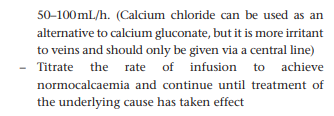 50–100mL/h. (Calcium chloride can be used as an
alternative to calcium gluconate, but it is more irritant
to veins and should only be given via a central line)
– Titrate the rate of infusion to achieve
normocalcaemia and continue until treatment of
the underlying cause has taken effect